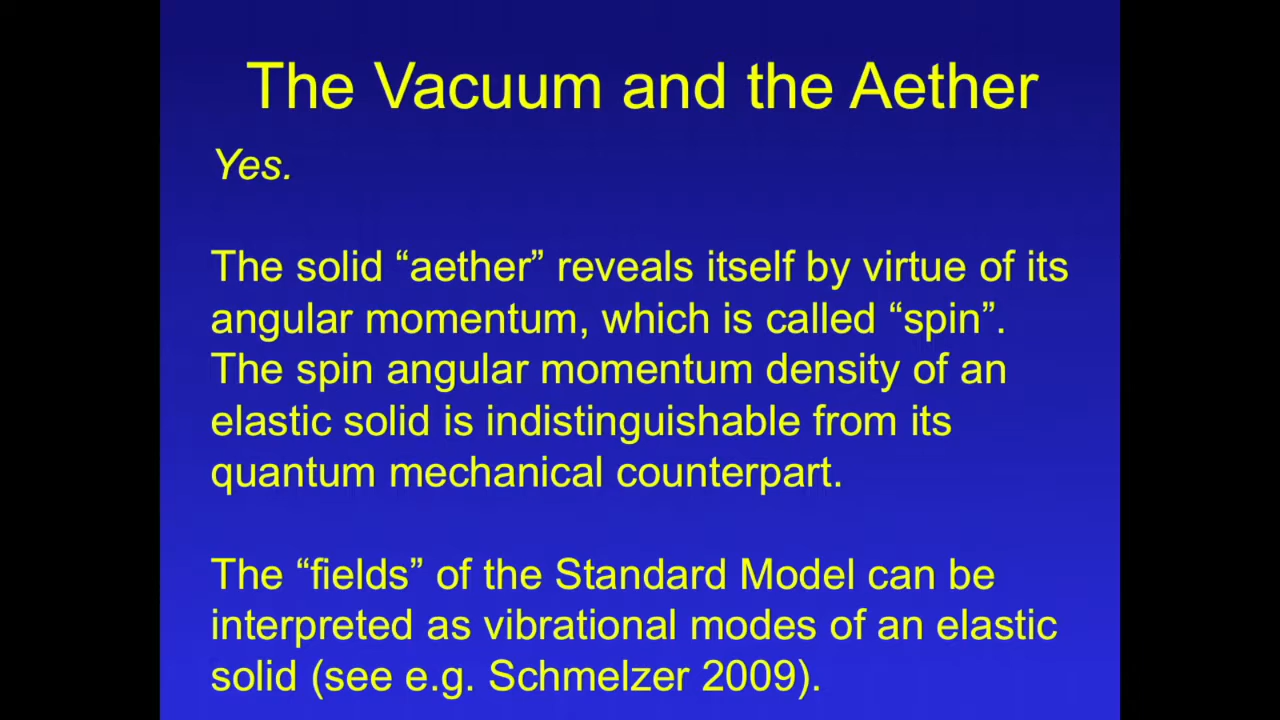 The Vacuum and the Aether
Yes.
The solid “aether” reveals itself by virtue of its
angular momentum, which is called “spin”.
The spin angular momentum density of an
elastic solid is indistinguishable from its
quantum mechanical counterpart.
The “fields” of the Standard Model can be
interpreted as vibrational modes of an elastic
solid (see e.g. Schmelzer 2009).